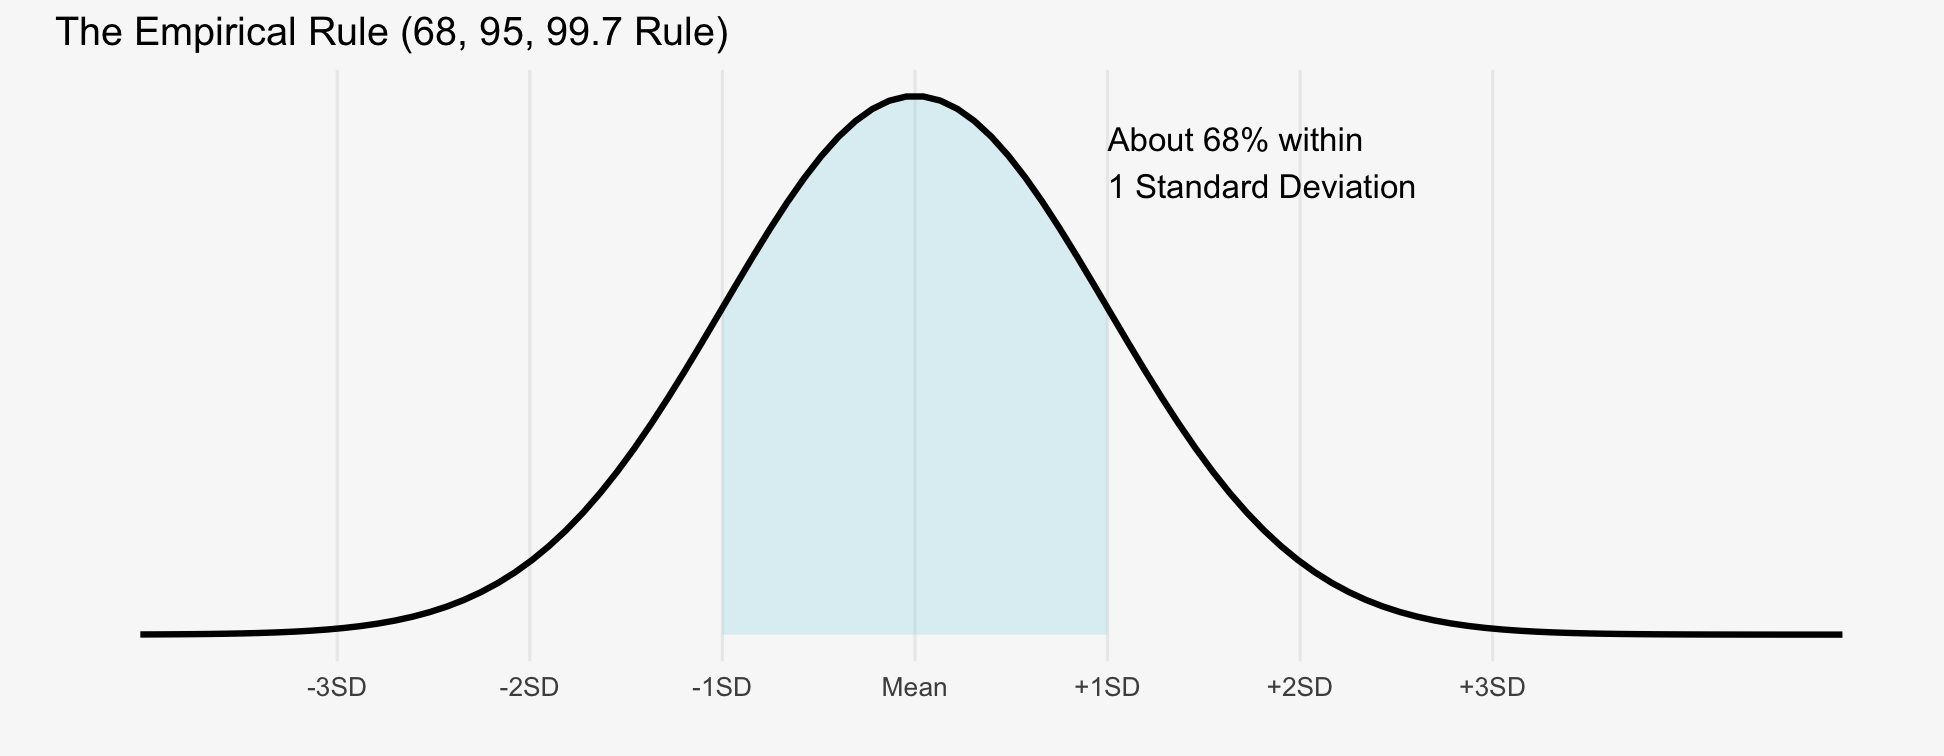 The Empirical Rule (68, 95, 99.7 Rule)
About 68% within
1 Standard Deviation
-3SD -2SD -1SD Mean +1SD +2SD +3SD